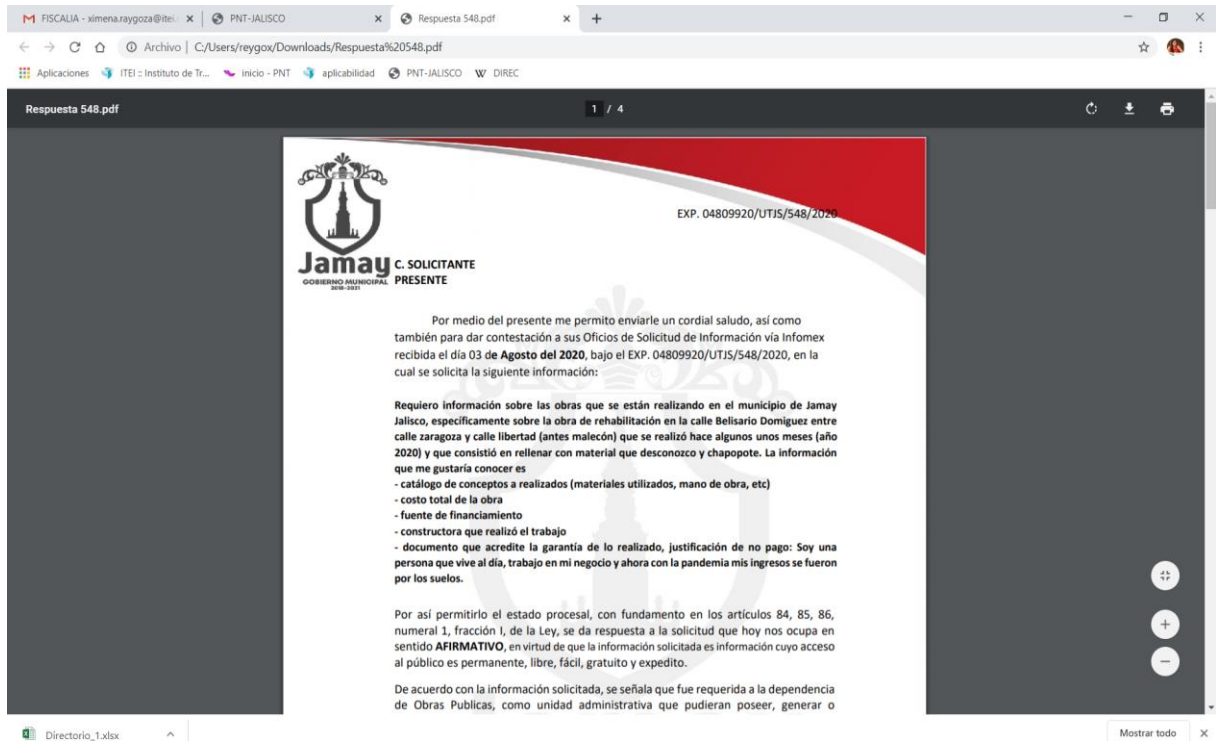 FISCALIA - ximena.raygoza@itei.
PNT-JALISCO
Respuesta 548.pdf
Archivo | C:/Users/reygox/Downloads/Respuesta%20548.pdf
Aplicaciones
ITEI :: Instituto de Tr...
inicio - PNT
aplicabilidad
PNT-JALISCO
DIREC
Respuesta 548.pdf
1 / 4
EXP. 04809920/UTJS/548/2020
Jamay
GOBIERNO MUNICIPAL
2018-2021
C. SOLICITANTE
PRESENTE
Por medio del presente me permito enviarle un cordial saludo, así como
también para dar contestación a sus Oficios de Solicitud de Información vía Infomex
recibida el día 03 de Agosto del 2020, bajo el EXP. 04809920/UTJS/548/2020, en la
cual se solicita la siguiente información:
Requiero información sobre las obras que se están realizando en el municipio de Jamay
Jalisco, específicamente sobre la obra de rehabilitación en la calle Belisario Domiguez entre
calle zaragoza y calle libertad (antes malecón) que se realizó hace algunos unos meses (año
2020) y que consistió en rellenar con material que desconozco y chapopote. La información
que me gustaría conocer es
- catálogo de conceptos a realizados (materiales utilizados, mano de obra, etc)
- costo total de la obra
- fuente de financiamiento
- constructora que realizó el trabajo
- documento que acredite la garantía de lo realizado, justificación de no pago: Soy una
persona que vive al día, trabajo en mi negocio y ahora con la pandemia mis ingresos se fueron
por los suelos.
Por así permitirlo el estado procesal, con fundamento en los artículos 84, 85, 86,
numeral 1, fracción I, de la Ley, se da respuesta a la solicitud que hoy nos ocupa en
sentido AFIRMATIVO, en virtud de que la información solicitada es información cuyo acceso
al público es permanente, libre, fácil, gratuito y expedito.
De acuerdo con la información solicitada, se señala que fue requerida a la dependencia
de Obras Publicas, como unidad administrativa que pudieran poseer, generar o
Directorio_1.xlsx
Mostrar todo